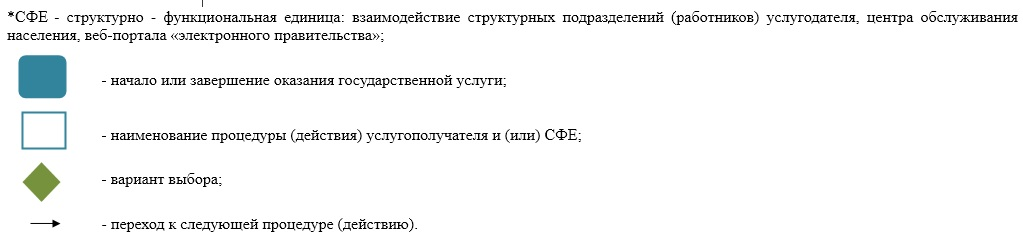 *СФЕ - структурно - функциональная единица: взаимодействие структурных подразделений (работников) услугодателя, центра обслуживания
населения, веб-портала «электронного правительства»;
- начало или завершение оказания государственной услуги;
- наименование процедуры (действия) услугополучателя и (или) СФЕ;
- вариант выбора;
- переход к следующей процедуре (действию).